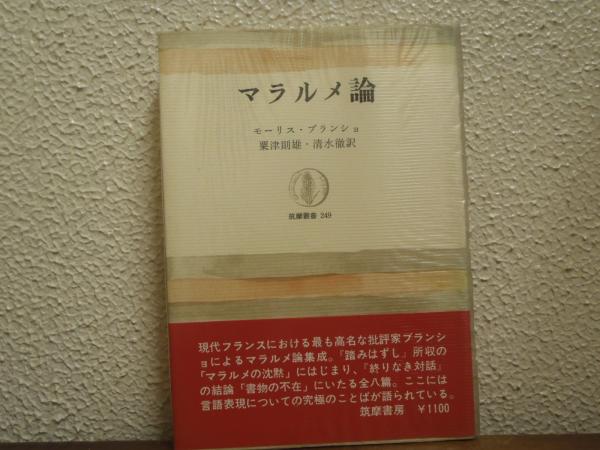 マラルメ論
モーリス・ブランショ
粟津則雄・清水徹訳
筑摩叢書 249
現代フランスにおける最も高名な批評家ブランシ
ョによるマラルメ論集成。『踏みはずし』所収の
「マラルメの沈黙」にはじまり、『終りなき対話』
の結論「書物の不在」にいたる全八篇。ここには
言語表現についての究極のことばが語られている。
筑摩書房 ¥1100